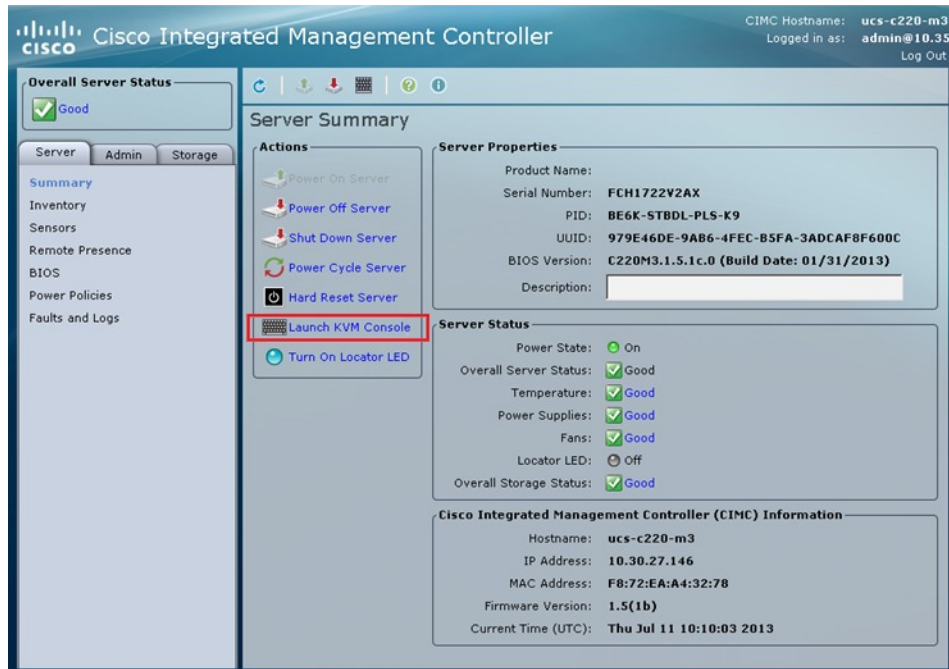 CISCO
Cisco Integrated Management Controller
CIMC Hostname: ucs-c220-m3
Logged in as: admin@10.35
Log Out
Overall Server Status
Good
Server Admin Storage
Summary
Inventory
Sensors
Remote Presence
BIOS
Power Policies
Faults and Logs
Server Summary
Actions
Power On Server
Power Off Server
Shut Down Server
Power Cycle Server
Hard Reset Server
Launch KVM Console
Turn On Locator LED
Server Properties
Product Name:
Serial Number: FCH1722V2AX
PID: BE6K-STBDL-PLS-K9
UUID: 979E46DE-9AB6-4FEC-B5FA-3ADCAF8F600C
BIOS Version: C220M3.1.5.1c.0 (Build Date: 01/31/2013)
Description:
Server Status
Power State: On
Overall Server Status: Good
Temperature: Good
Power Supplies: Good
Fans: Good
Locator LED: Off
Overall Storage Status: Good
Cisco Integrated Management Controller (CIMC) Information
Hostname: ucs-c220-m3
IP Address: 10.30.27.146
MAC Address: F8:72:EA:A4:32:78
Firmware Version: 1.5(1b)
Current Time (UTC): Thu Jul 11 10:10:03 2013